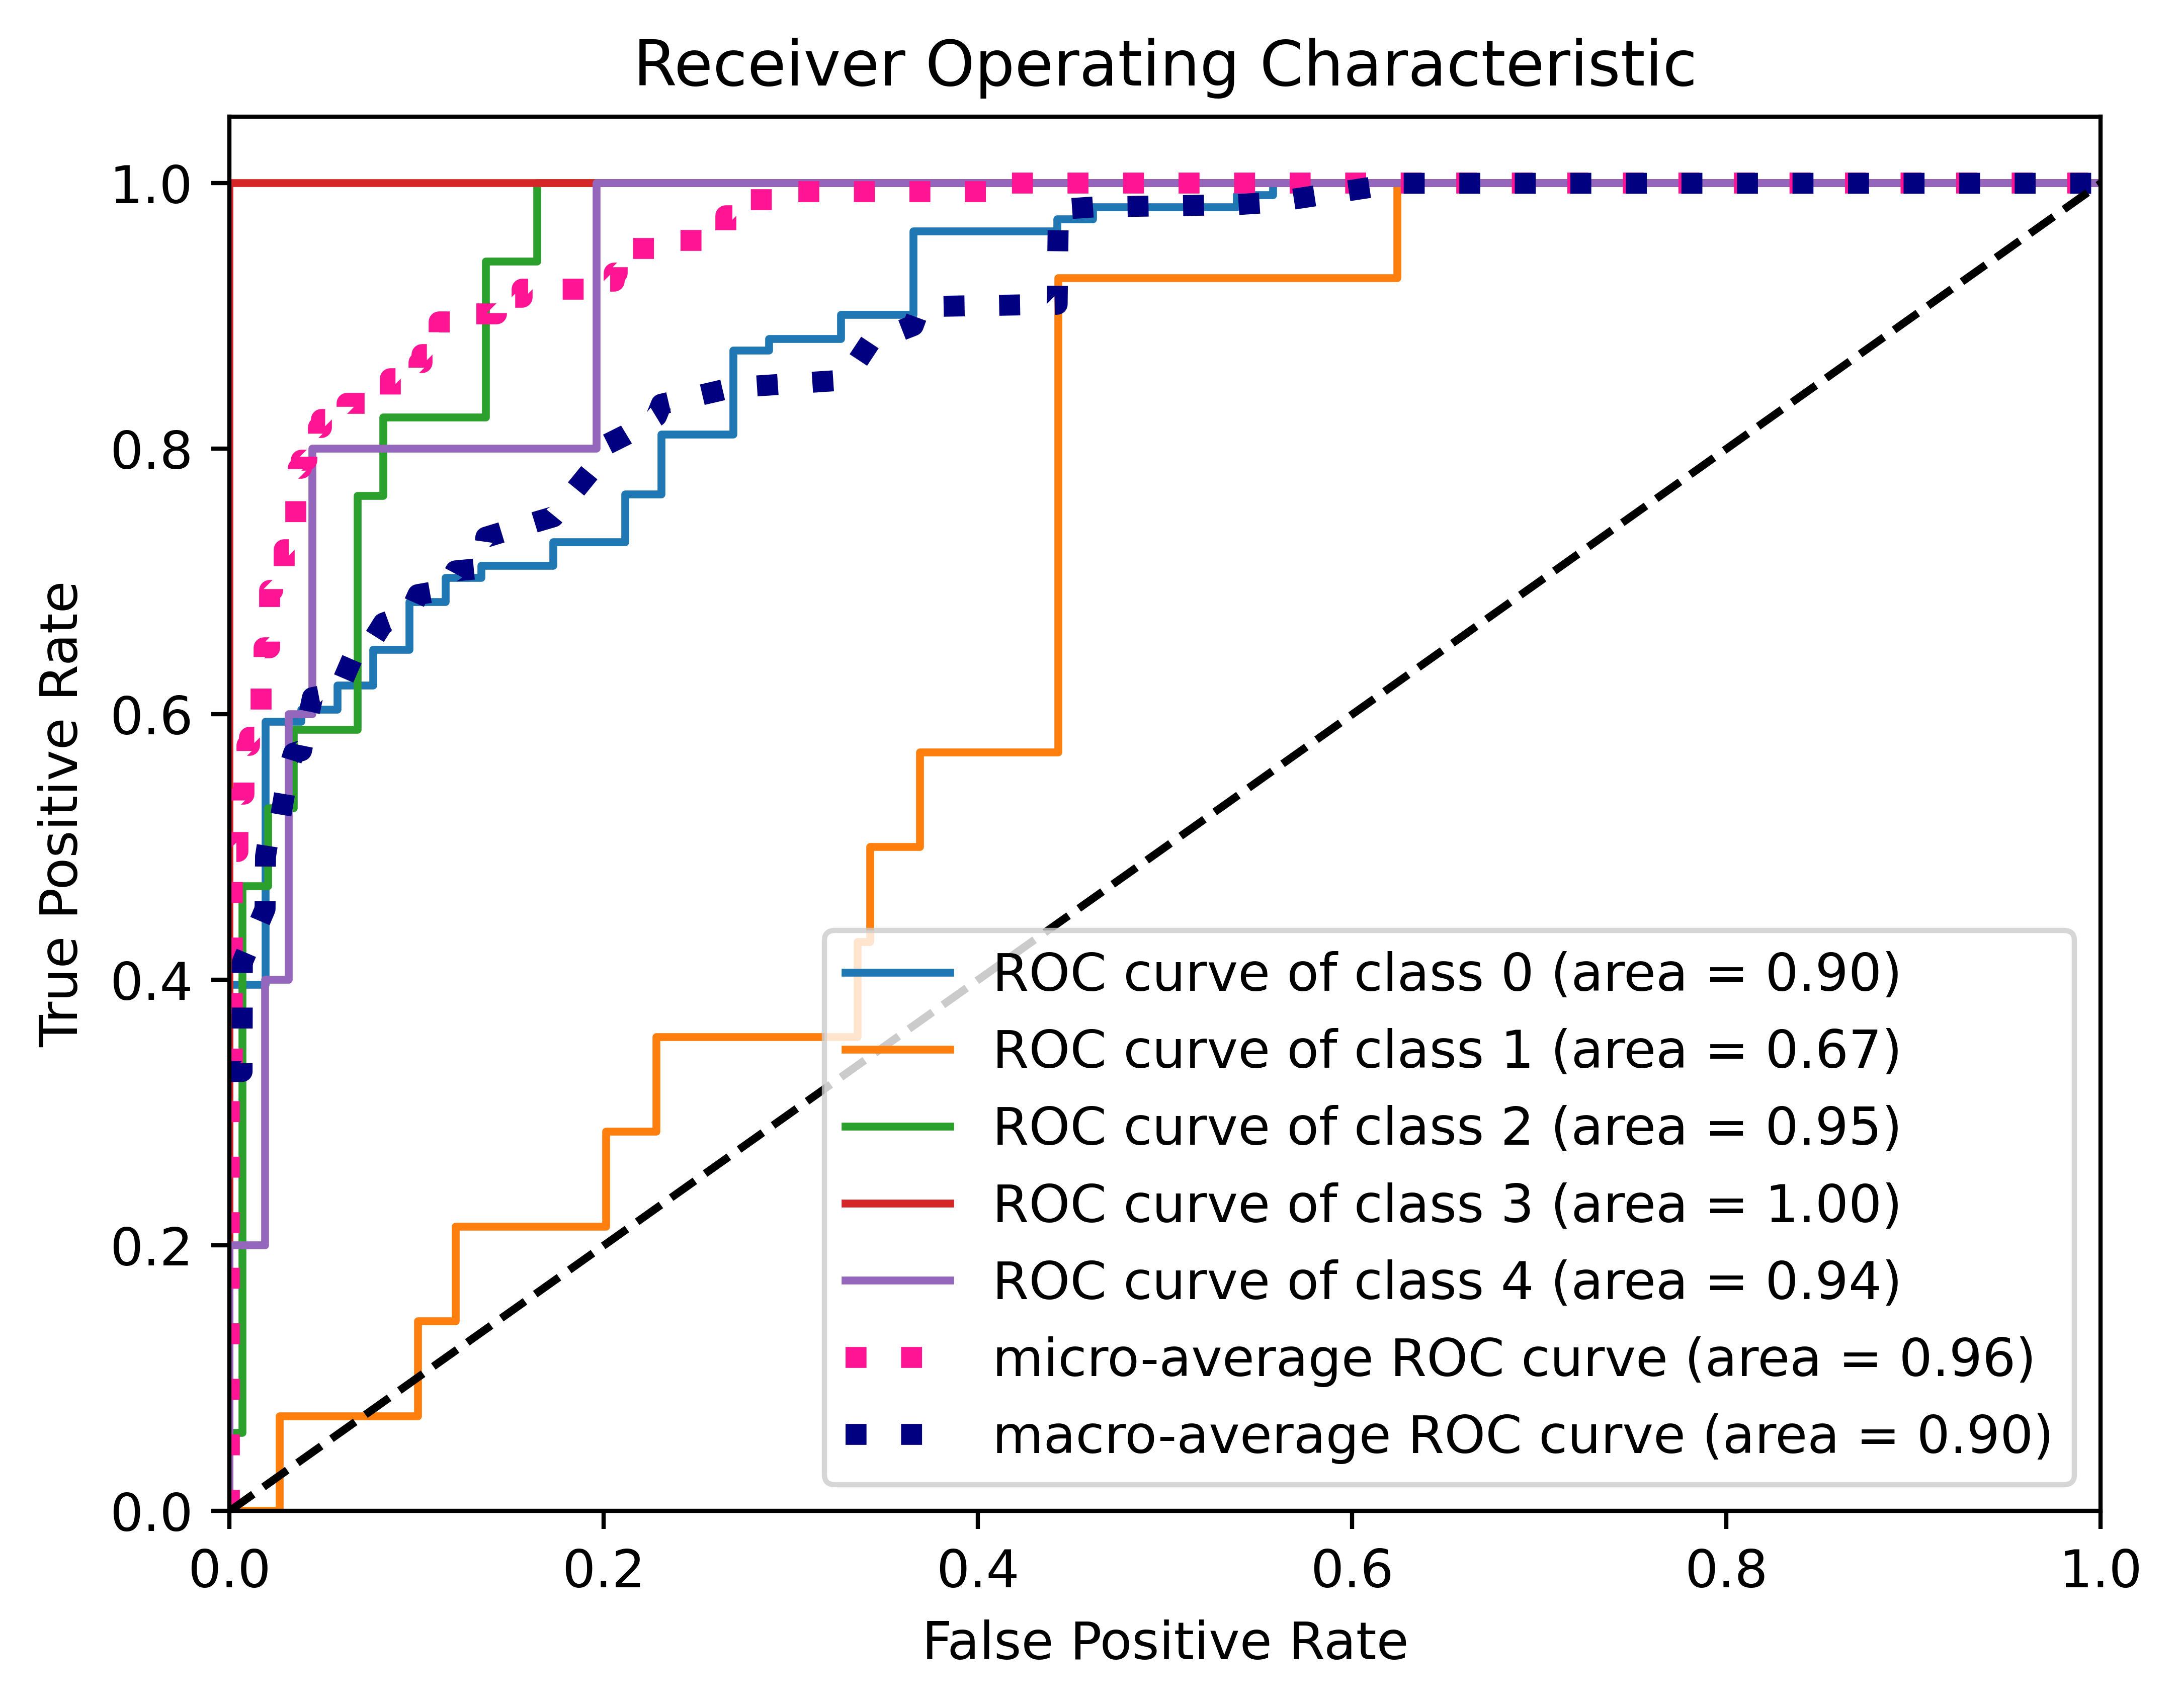 Receiver Operating Characteristic
True Positive Rate
1.0
0.8
0.6
0.4
0.2
0.0
ROC curve of class 0 (area = 0.90)
ROC curve of class 1 (area = 0.67)
ROC curve of class 2 (area = 0.95)
ROC curve of class 3 (area = 1.00)
ROC curve of class 4 (area = 0.94)
micro-average ROC curve (area = 0.96)
macro-average ROC curve (area = 0.90)
0.0 0.2 0.4 0.6 0.8 1.0
False Positive Rate